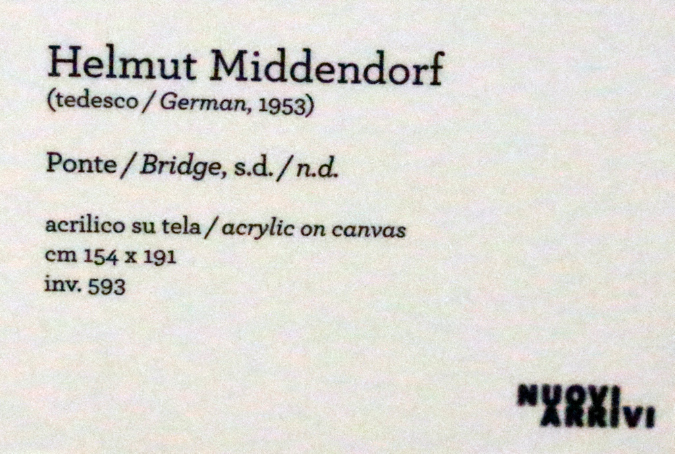 Helmut Middendorf
(tedesco / German, 1953)
Ponte / Bridge, s.d. / n.d.
acrilico su tela / acrylic on canvas
cm 154 x 191
inv. 593
NUOVI
ARRIVI